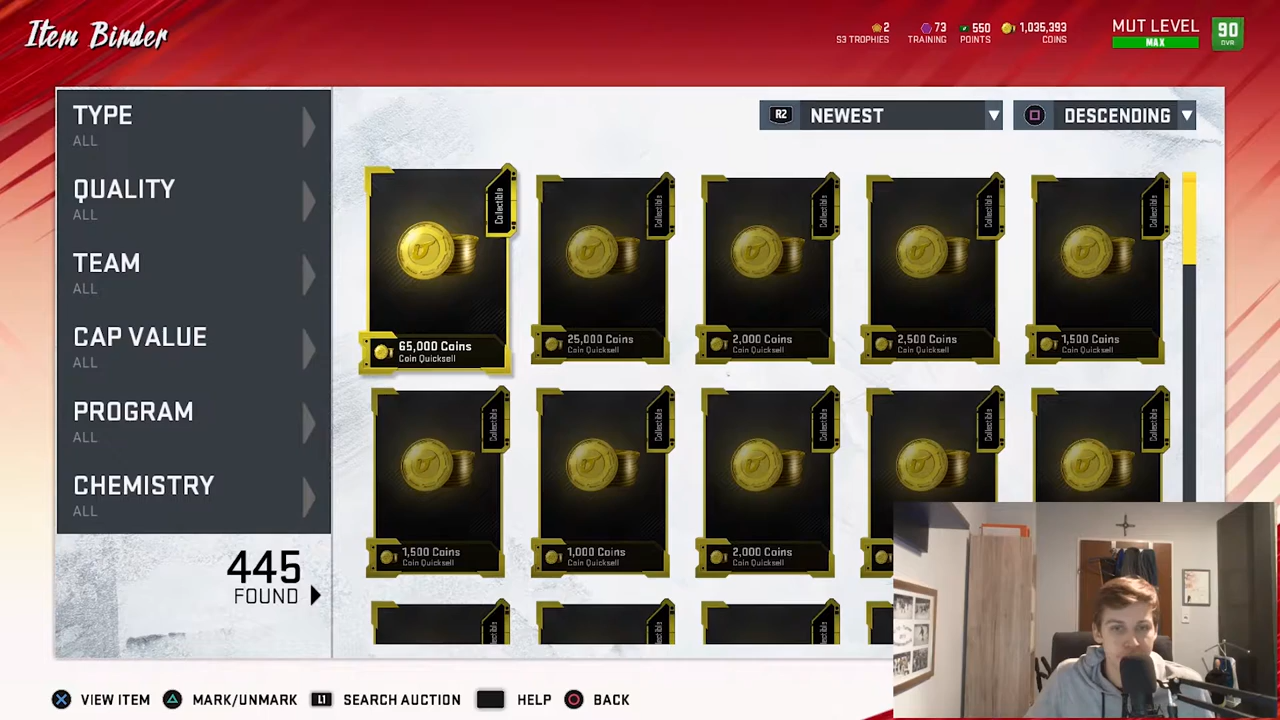 Item Binder
2
S3 TROPHIES
73
TRAINING
550
POINTS
1,035,393
COINS
MUT LEVEL
MAX
90
OVR
TYPE
ALL
QUALITY
ALL
TEAM
ALL
CAP VALUE
ALL
PROGRAM
ALL
CHEMISTRY
ALL
445
FOUND
R2 NEWEST
DESCENDING
Collectible
Collectible
Collectible
Collectible
Collectible
65,000 Coins
Coin Quicksell
25,000 Coins
Coin Quicksell
2,000 Coins
Coin Quicksell
2,500 Coins
Coin Quicksell
1,500 Coins
Coin Quicksell
Collectible
Collectible
Collectible
Collectible
Collectible
1,500 Coins
Coin Quicksell
1,000 Coins
Coin Quicksell
2,000 Coins
Coin Quicksell
VIEW ITEM
MARK/UNMARK
L1 SEARCH AUCTION
HELP
BACK